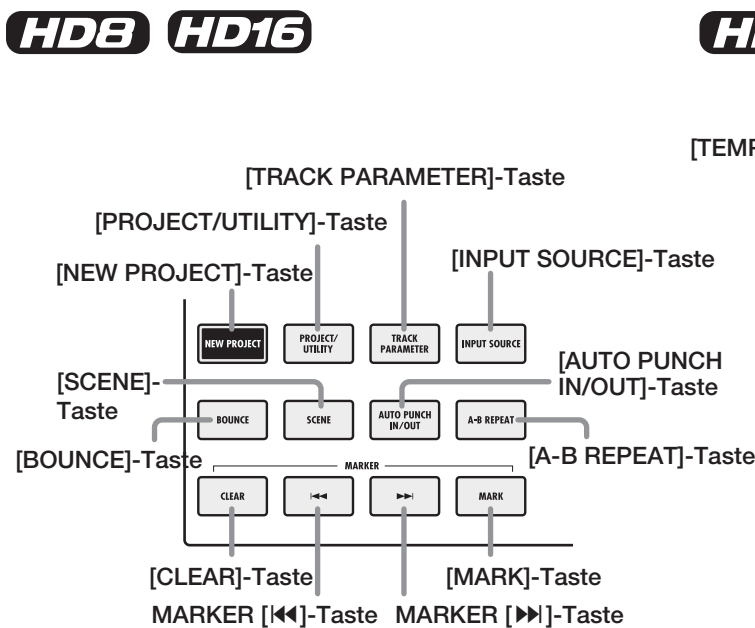 HD8 HD16
[TRACK PARAMETER]-Taste
[PROJECT/UTILITY]-Taste
[NEW PROJECT]-Taste
[INPUT SOURCE]-Taste
NEW PROJECT
PROJECT/
UTILITY
TRACK
PARAMETER
INPUT SOURCE
[SCENE]-
Taste
[AUTO PUNCH
IN/OUT]-Taste
BOUNCE
SCENE
AUTO PUNCH
IN/OUT
A-B REPEAT
[BOUNCE]-Taste
[A-B REPEAT]-Taste
MARKER
CLEAR
⏮
⏭
MARK
[CLEAR]-Taste
[MARK]-Taste
MARKER [⏮]-Taste
MARKER [⏭]-Taste